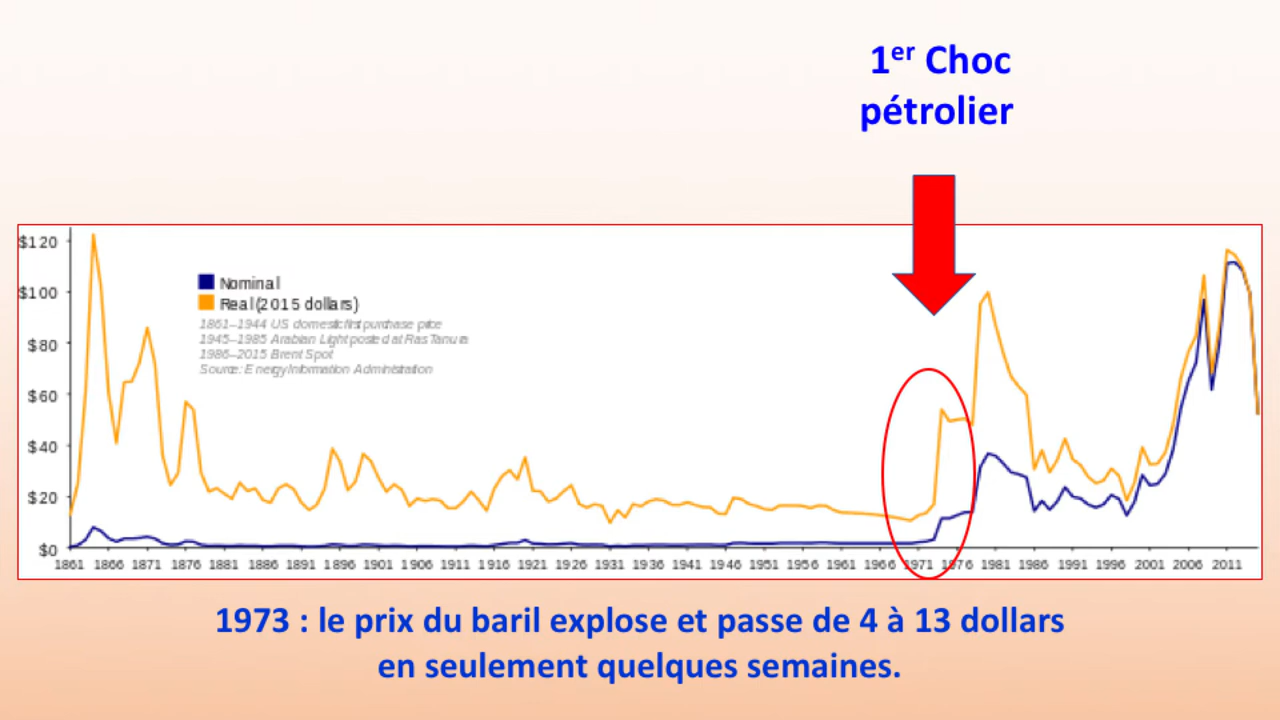 1er Choc
pétrolier
$120
$100
$80
$60
$40
$20
$0
Nominal
Real (2015 dollars)
1861–1944 US domestic first purchase price
1945–1985 Arabian Light posted at Ras Tanura
1986–2015 Brent Spot
Source: Energy Information Administration
1861 1866 1871 1876 1881 1886 1891 1896 1901 1906 1911 1916 1921 1926 1931 1936 1941 1946 1951 1956 1961 1966 1971 1976 1981 1986 1991 1996 2001 2006 2011
1973 : le prix du baril explose et passe de 4 à 13 dollars
en seulement quelques semaines.